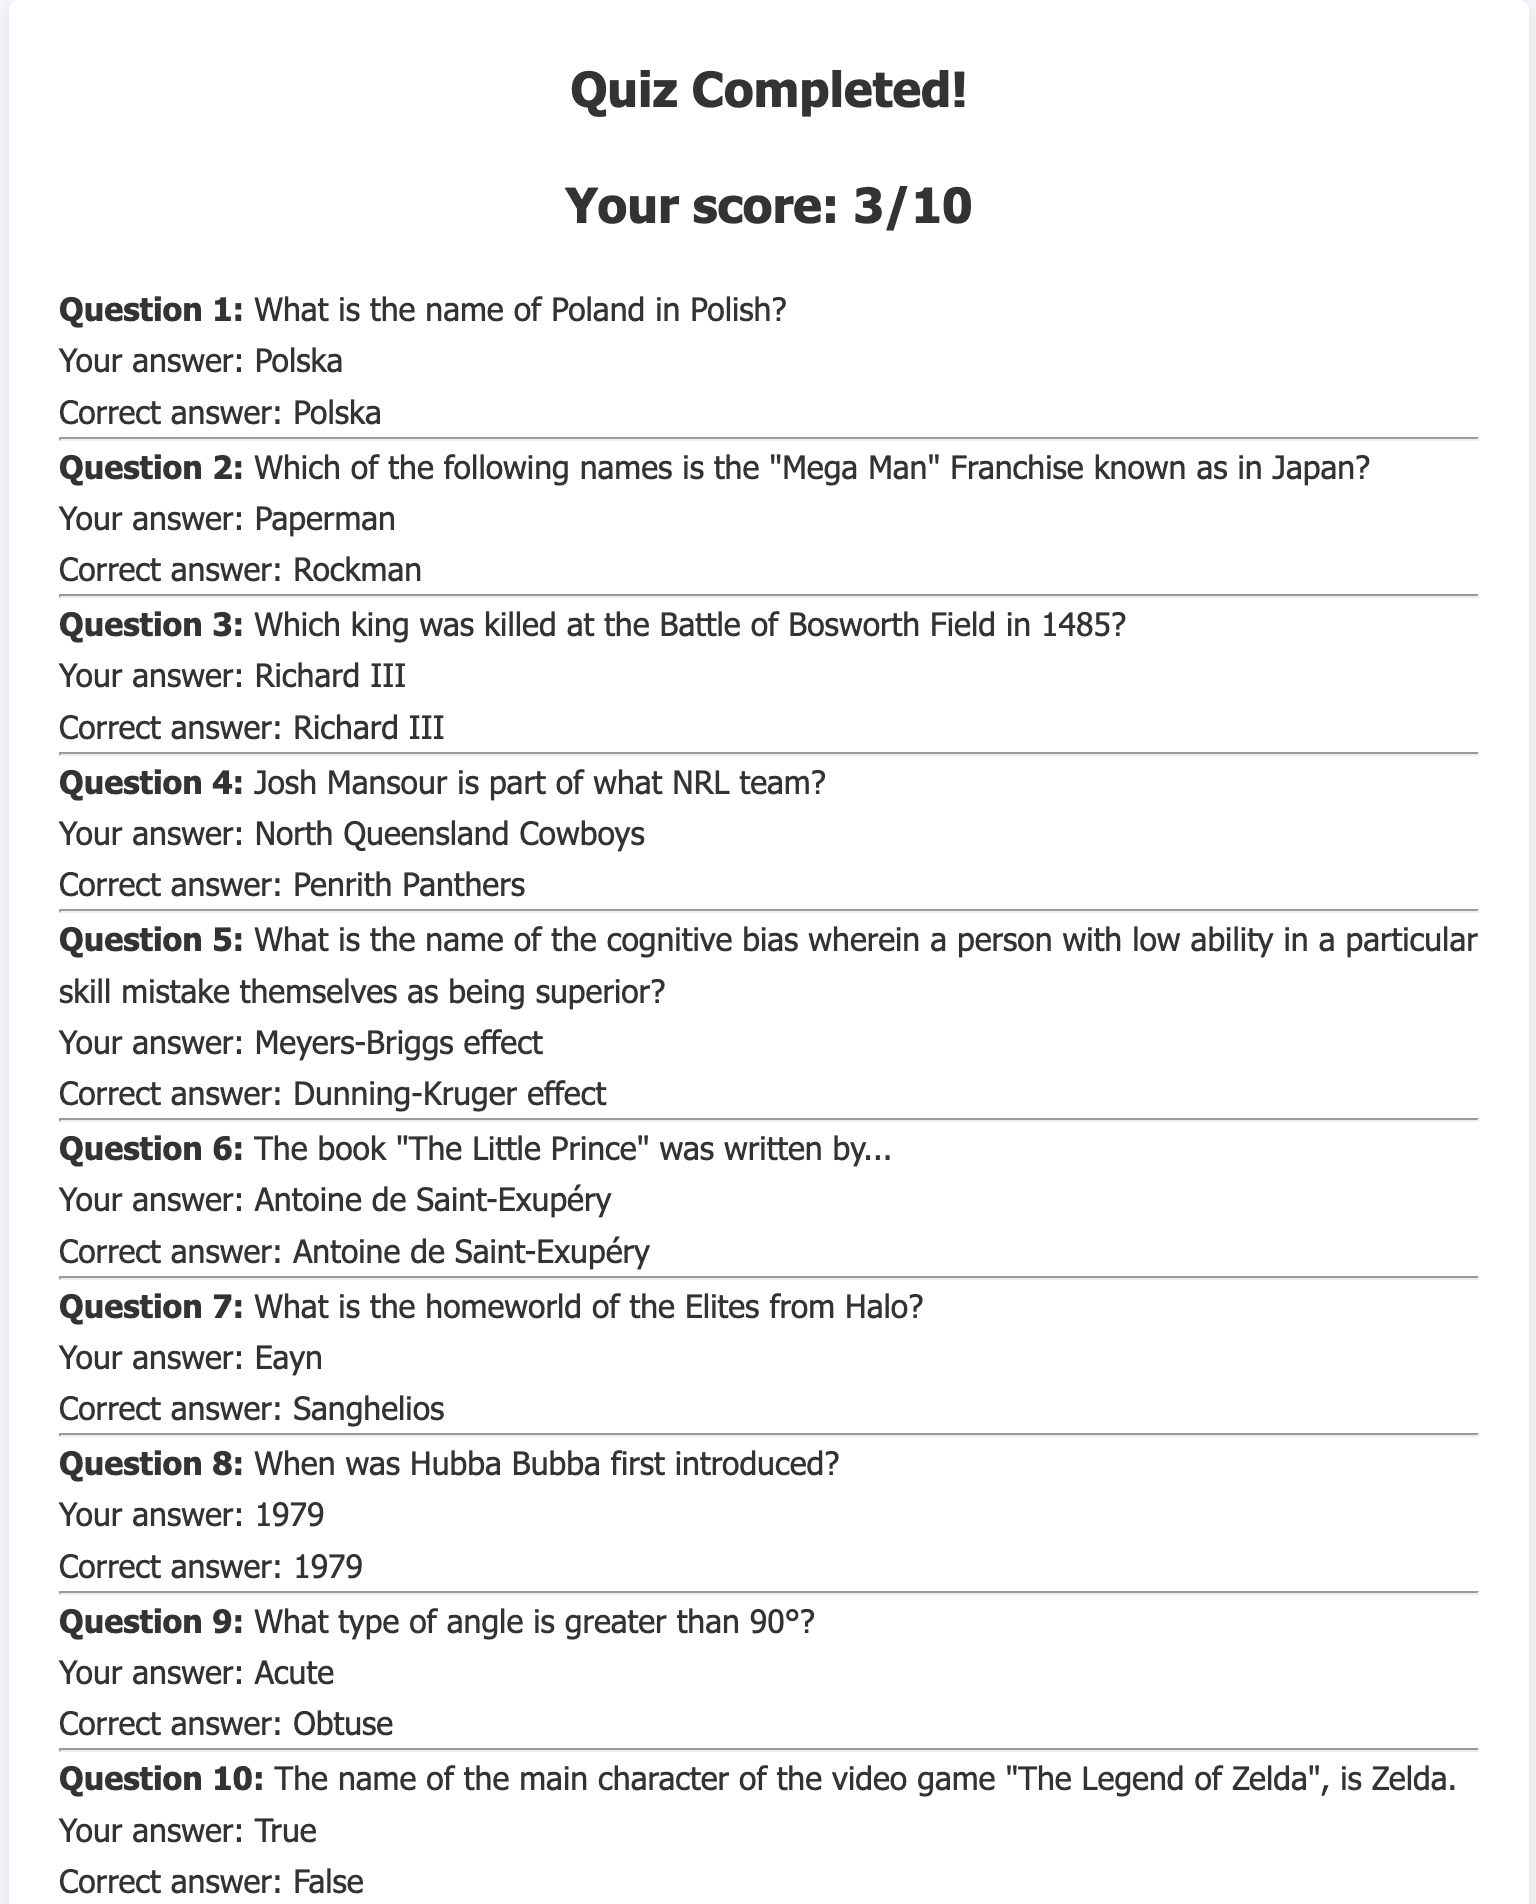 Quiz Completed!
Your score: 3/10
Question 1: What is the name of Poland in Polish?
Your answer: Polska
Correct answer: Polska
Question 2: Which of the following names is the "Mega Man" Franchise known as in Japan?
Your answer: Paperman
Correct answer: Rockman
Question 3: Which king was killed at the Battle of Bosworth Field in 1485?
Your answer: Richard III
Correct answer: Richard III
Question 4: Josh Mansour is part of what NRL team?
Your answer: North Queensland Cowboys
Correct answer: Penrith Panthers
Question 5: What is the name of the cognitive bias wherein a person with low ability in a particular
skill mistake themselves as being superior?
Your answer: Meyers-Briggs effect
Correct answer: Dunning-Kruger effect
Question 6: The book "The Little Prince" was written by...
Your answer: Antoine de Saint-Exupéry
Correct answer: Antoine de Saint-Exupéry
Question 7: What is the homeworld of the Elites from Halo?
Your answer: Eayn
Correct answer: Sanghelios
Question 8: When was Hubba Bubba first introduced?
Your answer: 1979
Correct answer: 1979
Question 9: What type of angle is greater than 90°?
Your answer: Acute
Correct answer: Obtuse
Question 10: The name of the main character of the video game "The Legend of Zelda", is Zelda.
Your answer: True
Correct answer: False